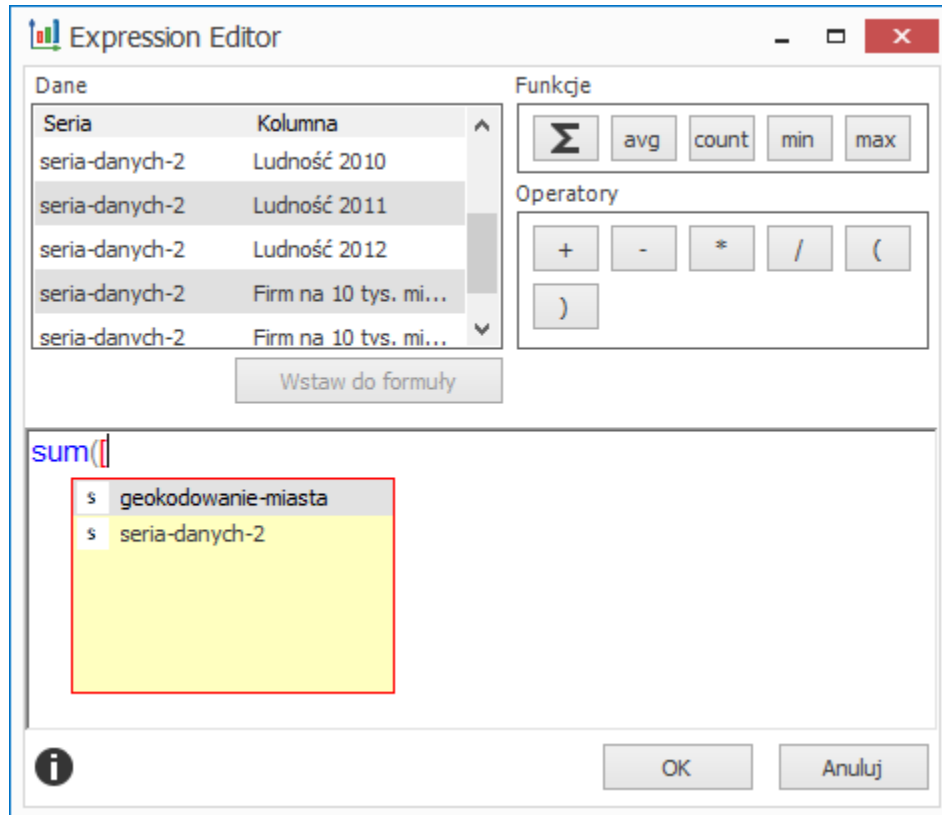 Expression Editor
Dane
Seria Kolumna
seria-danych-2 Ludność 2010
seria-danych-2 Ludność 2011
seria-danych-2 Ludność 2012
seria-danych-2 Firm na 10 tys. mi...
seria-danych-2 Firm na 10 tys. mi...
Wstaw do formuły
Funkcje
Σ avg count min max
Operatory
+ - * / (
)
sum([
s geokodowanie-miasta
s seria-danych-2
i
OK Anuluj